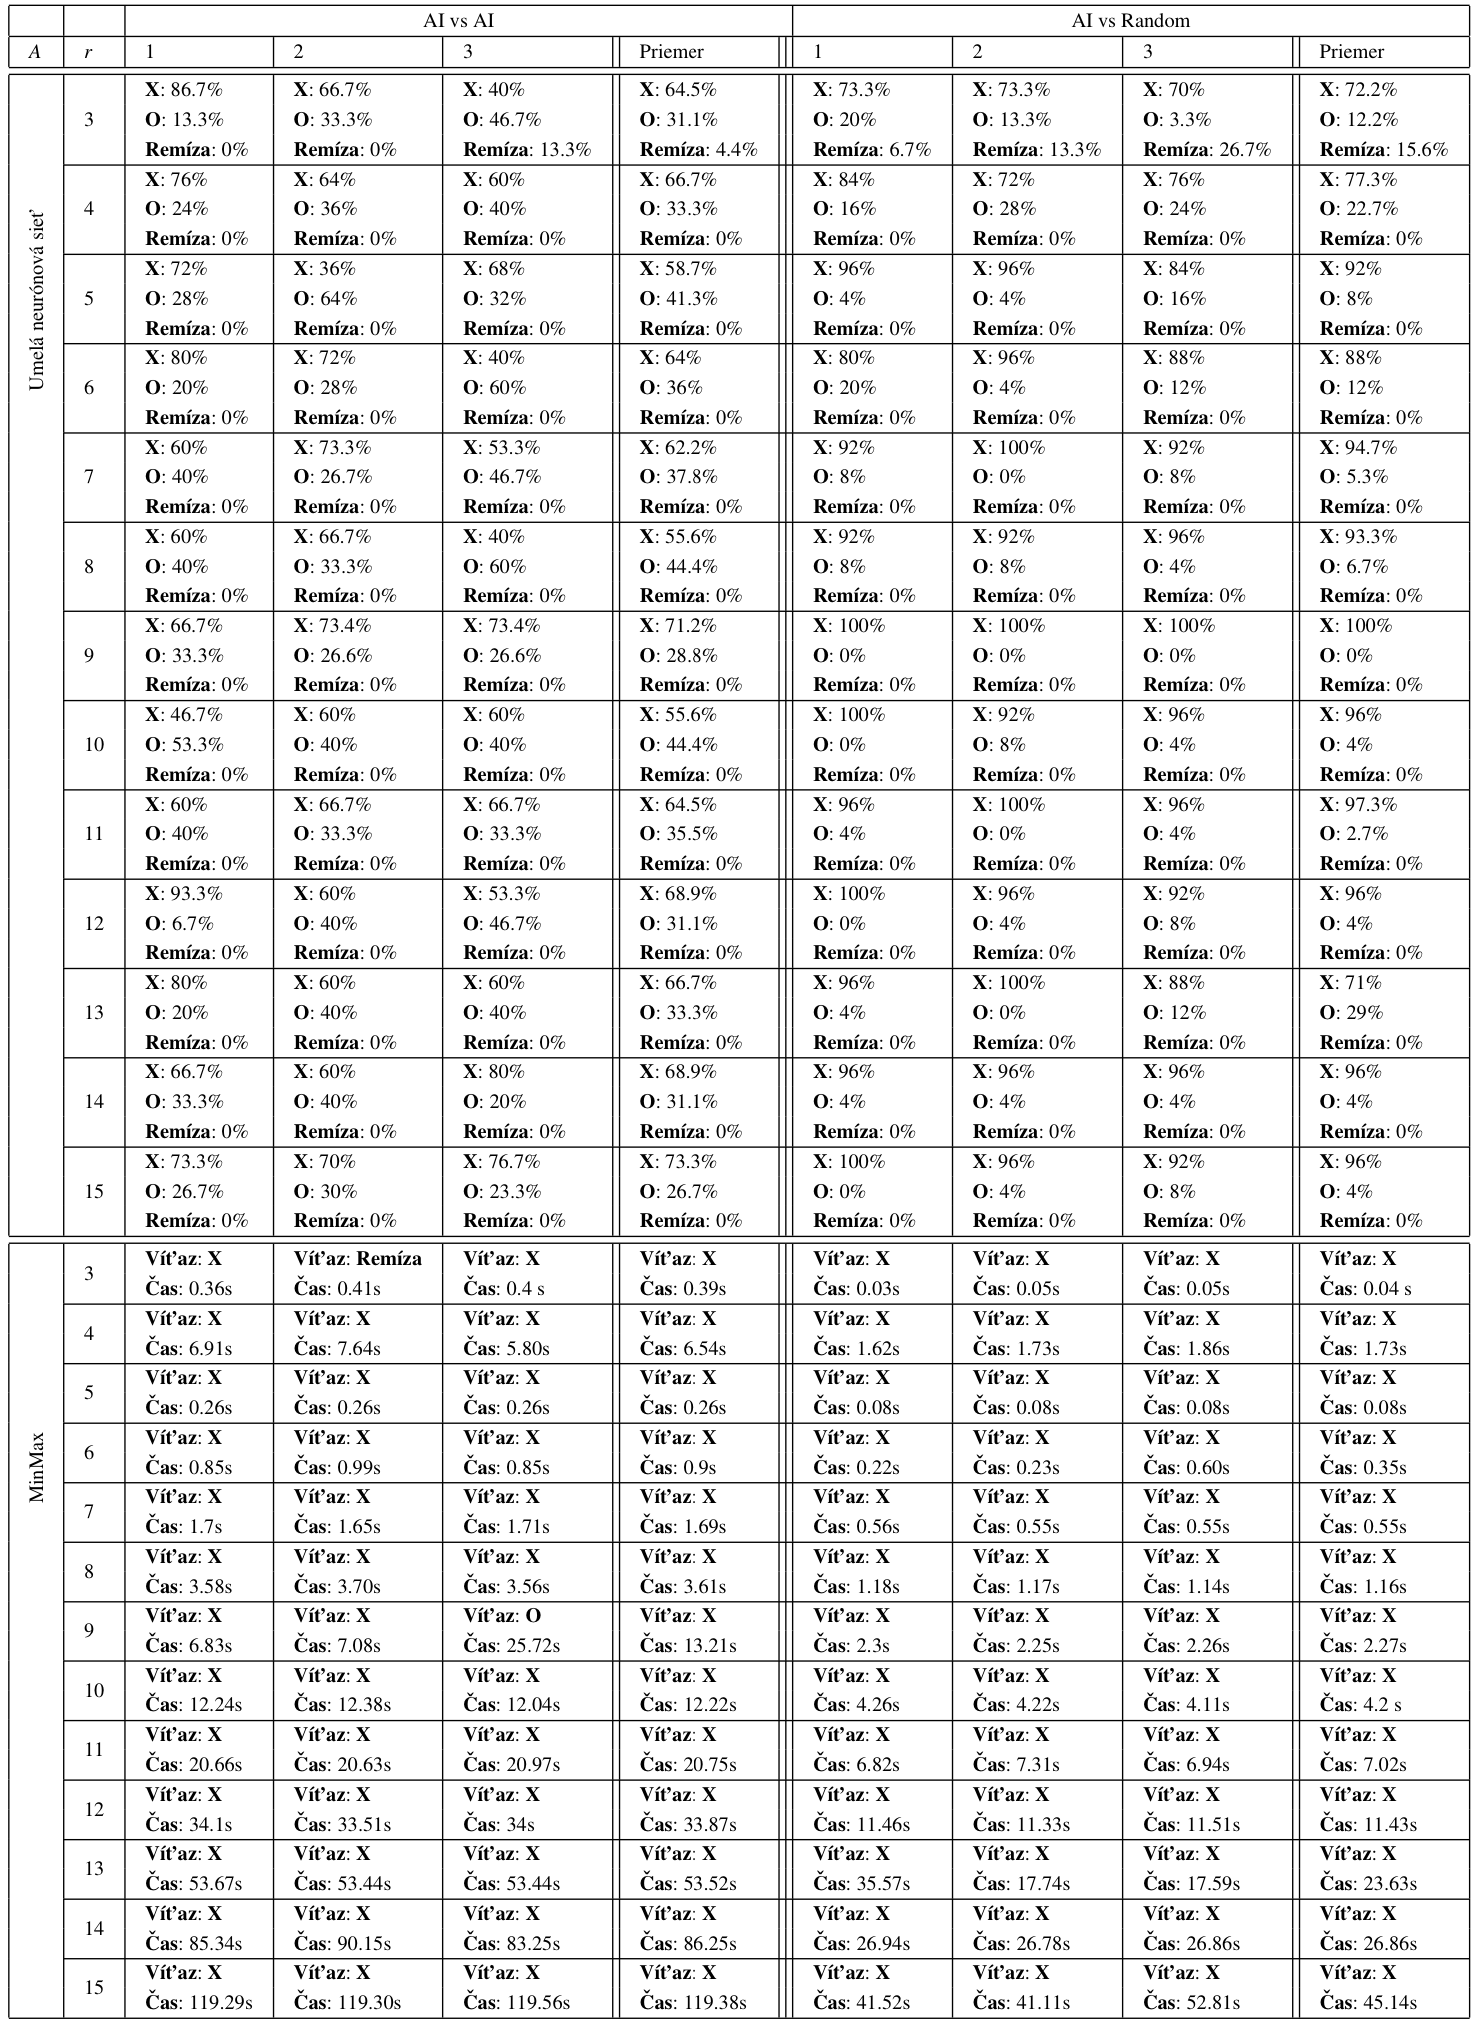 AI vs AI AI vs Random
A r 1 2 3 Priemer 1 2 3 Priemer
Umelá neurónová sieť
X: 86.7% X: 66.7% X: 40% X: 64.5% X: 73.3% X: 73.3% X: 70% X: 72.2%
3 O: 13.3% O: 33.3% O: 46.7% O: 31.1% O: 20% O: 13.3% O: 3.3% O: 12.2%
Remíza: 0% Remíza: 0% Remíza: 13.3% Remíza: 4.4% Remíza: 6.7% Remíza: 13.3% Remíza: 26.7% Remíza: 15.6%
X: 76% X: 64% X: 60% X: 66.7% X: 84% X: 72% X: 76% X: 77.3%
4 O: 24% O: 36% O: 40% O: 33.3% O: 16% O: 28% O: 24% O: 22.7%
Remíza: 0% Remíza: 0% Remíza: 0% Remíza: 0% Remíza: 0% Remíza: 0% Remíza: 0% Remíza: 0%
X: 72% X: 36% X: 68% X: 58.7% X: 96% X: 96% X: 84% X: 92%
5 O: 28% O: 64% O: 32% O: 41.3% O: 4% O: 4% O: 16% O: 8%
Remíza: 0% Remíza: 0% Remíza: 0% Remíza: 0% Remíza: 0% Remíza: 0% Remíza: 0% Remíza: 0%
X: 80% X: 72% X: 40% X: 64% X: 80% X: 96% X: 88% X: 88%
6 O: 20% O: 28% O: 60% O: 36% O: 20% O: 4% O: 12% O: 12%
Remíza: 0% Remíza: 0% Remíza: 0% Remíza: 0% Remíza: 0% Remíza: 0% Remíza: 0% Remíza: 0%
X: 60% X: 73.3% X: 53.3% X: 62.2% X: 92% X: 100% X: 92% X: 94.7%
7 O: 40% O: 26.7% O: 46.7% O: 37.8% O: 8% O: 0% O: 8% O: 5.3%
Remíza: 0% Remíza: 0% Remíza: 0% Remíza: 0% Remíza: 0% Remíza: 0% Remíza: 0% Remíza: 0%
X: 60% X: 66.7% X: 40% X: 55.6% X: 92% X: 92% X: 96% X: 93.3%
8 O: 40% O: 33.3% O: 60% O: 44.4% O: 8% O: 8% O: 4% O: 6.7%
Remíza: 0% Remíza: 0% Remíza: 0% Remíza: 0% Remíza: 0% Remíza: 0% Remíza: 0% Remíza: 0%
X: 66.7% X: 73.4% X: 73.4% X: 71.2% X: 100% X: 100% X: 100% X: 100%
9 O: 33.3% O: 26.6% O: 26.6% O: 28.8% O: 0% O: 0% O: 0% O: 0%
Remíza: 0% Remíza: 0% Remíza: 0% Remíza: 0% Remíza: 0% Remíza: 0% Remíza: 0% Remíza: 0%
X: 46.7% X: 60% X: 60% X: 55.6% X: 100% X: 92% X: 96% X: 96%
10 O: 53.3% O: 40% O: 40% O: 44.4% O: 0% O: 8% O: 4% O: 4%
Remíza: 0% Remíza: 0% Remíza: 0% Remíza: 0% Remíza: 0% Remíza: 0% Remíza: 0% Remíza: 0%
X: 60% X: 66.7% X: 66.7% X: 64.5% X: 96% X: 100% X: 96% X: 97.3%
11 O: 40% O: 33.3% O: 33.3% O: 35.5% O: 4% O: 0% O: 4% O: 2.7%
Remíza: 0% Remíza: 0% Remíza: 0% Remíza: 0% Remíza: 0% Remíza: 0% Remíza: 0% Remíza: 0%
X: 93.3% X: 60% X: 53.3% X: 68.9% X: 100% X: 96% X: 92% X: 96%
12 O: 6.7% O: 40% O: 46.7% O: 31.1% O: 0% O: 4% O: 8% O: 4%
Remíza: 0% Remíza: 0% Remíza: 0% Remíza: 0% Remíza: 0% Remíza: 0% Remíza: 0% Remíza: 0%
X: 80% X: 60% X: 60% X: 66.7% X: 96% X: 100% X: 88% X: 71%
13 O: 20% O: 40% O: 40% O: 33.3% O: 4% O: 0% O: 12% O: 29%
Remíza: 0% Remíza: 0% Remíza: 0% Remíza: 0% Remíza: 0% Remíza: 0% Remíza: 0% Remíza: 0%
X: 66.7% X: 60% X: 80% X: 68.9% X: 96% X: 96% X: 96% X: 96%
14 O: 33.3% O: 40% O: 20% O: 31.1% O: 4% O: 4% O: 4% O: 4%
Remíza: 0% Remíza: 0% Remíza: 0% Remíza: 0% Remíza: 0% Remíza: 0% Remíza: 0% Remíza: 0%
X: 73.3% X: 70% X: 76.7% X: 73.3% X: 100% X: 96% X: 92% X: 96%
15 O: 26.7% O: 30% O: 23.3% O: 26.7% O: 0% O: 4% O: 8% O: 4%
Remíza: 0% Remíza: 0% Remíza: 0% Remíza: 0% Remíza: 0% Remíza: 0% Remíza: 0% Remíza: 0%
MinMax
3 Víťaz: X Víťaz: Remíza Víťaz: X Víťaz: X Víťaz: X Víťaz: X Víťaz: X Víťaz: X
Čas: 0.36s Čas: 0.41s Čas: 0.4 s Čas: 0.39s Čas: 0.03s Čas: 0.05s Čas: 0.05s Čas: 0.04 s
4 Víťaz: X Víťaz: X Víťaz: X Víťaz: X Víťaz: X Víťaz: X Víťaz: X Víťaz: X
Čas: 6.91s Čas: 7.64s Čas: 5.80s Čas: 6.54s Čas: 1.62s Čas: 1.73s Čas: 1.86s Čas: 1.73s
5 Víťaz: X Víťaz: X Víťaz: X Víťaz: X Víťaz: X Víťaz: X Víťaz: X Víťaz: X
Čas: 0.26s Čas: 0.26s Čas: 0.26s Čas: 0.26s Čas: 0.08s Čas: 0.08s Čas: 0.08s Čas: 0.08s
6 Víťaz: X Víťaz: X Víťaz: X Víťaz: X Víťaz: X Víťaz: X Víťaz: X Víťaz: X
Čas: 0.85s Čas: 0.99s Čas: 0.85s Čas: 0.9s Čas: 0.22s Čas: 0.23s Čas: 0.60s Čas: 0.35s
7 Víťaz: X Víťaz: X Víťaz: X Víťaz: X Víťaz: X Víťaz: X Víťaz: X Víťaz: X
Čas: 1.7s Čas: 1.65s Čas: 1.71s Čas: 1.69s Čas: 0.56s Čas: 0.55s Čas: 0.55s Čas: 0.55s
8 Víťaz: X Víťaz: X Víťaz: X Víťaz: X Víťaz: X Víťaz: X Víťaz: X Víťaz: X
Čas: 3.58s Čas: 3.70s Čas: 3.56s Čas: 3.61s Čas: 1.18s Čas: 1.17s Čas: 1.14s Čas: 1.16s
9 Víťaz: X Víťaz: X Víťaz: O Víťaz: X Víťaz: X Víťaz: X Víťaz: X Víťaz: X
Čas: 6.83s Čas: 7.08s Čas: 25.72s Čas: 13.21s Čas: 2.3s Čas: 2.25s Čas: 2.26s Čas: 2.27s
10 Víťaz: X Víťaz: X Víťaz: X Víťaz: X Víťaz: X Víťaz: X Víťaz: X Víťaz: X
Čas: 12.24s Čas: 12.38s Čas: 12.04s Čas: 12.22s Čas: 4.26s Čas: 4.22s Čas: 4.11s Čas: 4.2 s
11 Víťaz: X Víťaz: X Víťaz: X Víťaz: X Víťaz: X Víťaz: X Víťaz: X Víťaz: X
Čas: 20.66s Čas: 20.63s Čas: 20.97s Čas: 20.75s Čas: 6.82s Čas: 7.31s Čas: 6.94s Čas: 7.02s
12 Víťaz: X Víťaz: X Víťaz: X Víťaz: X Víťaz: X Víťaz: X Víťaz: X Víťaz: X
Čas: 34.1s Čas: 33.51s Čas: 34s Čas: 33.87s Čas: 11.46s Čas: 11.33s Čas: 11.51s Čas: 11.43s
13 Víťaz: X Víťaz: X Víťaz: X Víťaz: X Víťaz: X Víťaz: X Víťaz: X Víťaz: X
Čas: 53.67s Čas: 53.44s Čas: 53.44s Čas: 53.52s Čas: 35.57s Čas: 17.74s Čas: 17.59s Čas: 23.63s
14 Víťaz: X Víťaz: X Víťaz: X Víťaz: X Víťaz: X Víťaz: X Víťaz: X Víťaz: X
Čas: 85.34s Čas: 90.15s Čas: 83.25s Čas: 86.25s Čas: 26.94s Čas: 26.78s Čas: 26.86s Čas: 26.86s
15 Víťaz: X Víťaz: X Víťaz: X Víťaz: X Víťaz: X Víťaz: X Víťaz: X Víťaz: X
Čas: 119.29s Čas: 119.30s Čas: 119.56s Čas: 119.38s Čas: 41.52s Čas: 41.11s Čas: 52.81s Čas: 45.14s